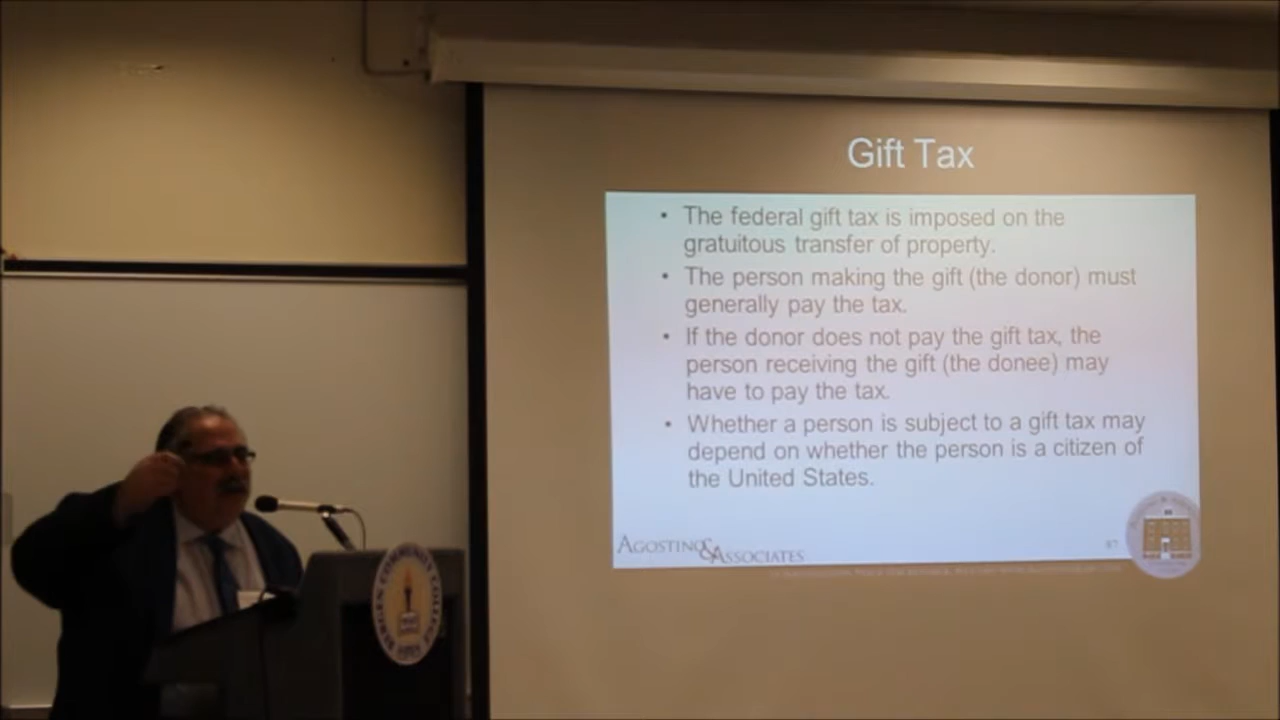 Gift Tax
• The federal gift tax is imposed on the
gratuitous transfer of property.
• The person making the gift (the donor) must
generally pay the tax.
• If the donor does not pay the gift tax, the
person receiving the gift (the donee) may
have to pay the tax.
• Whether a person is subject to a gift tax may
depend on whether the person is a citizen of
the United States.
AGOSTINO & ASSOCIATES
BERGEN COMMUNITY COLLEGE